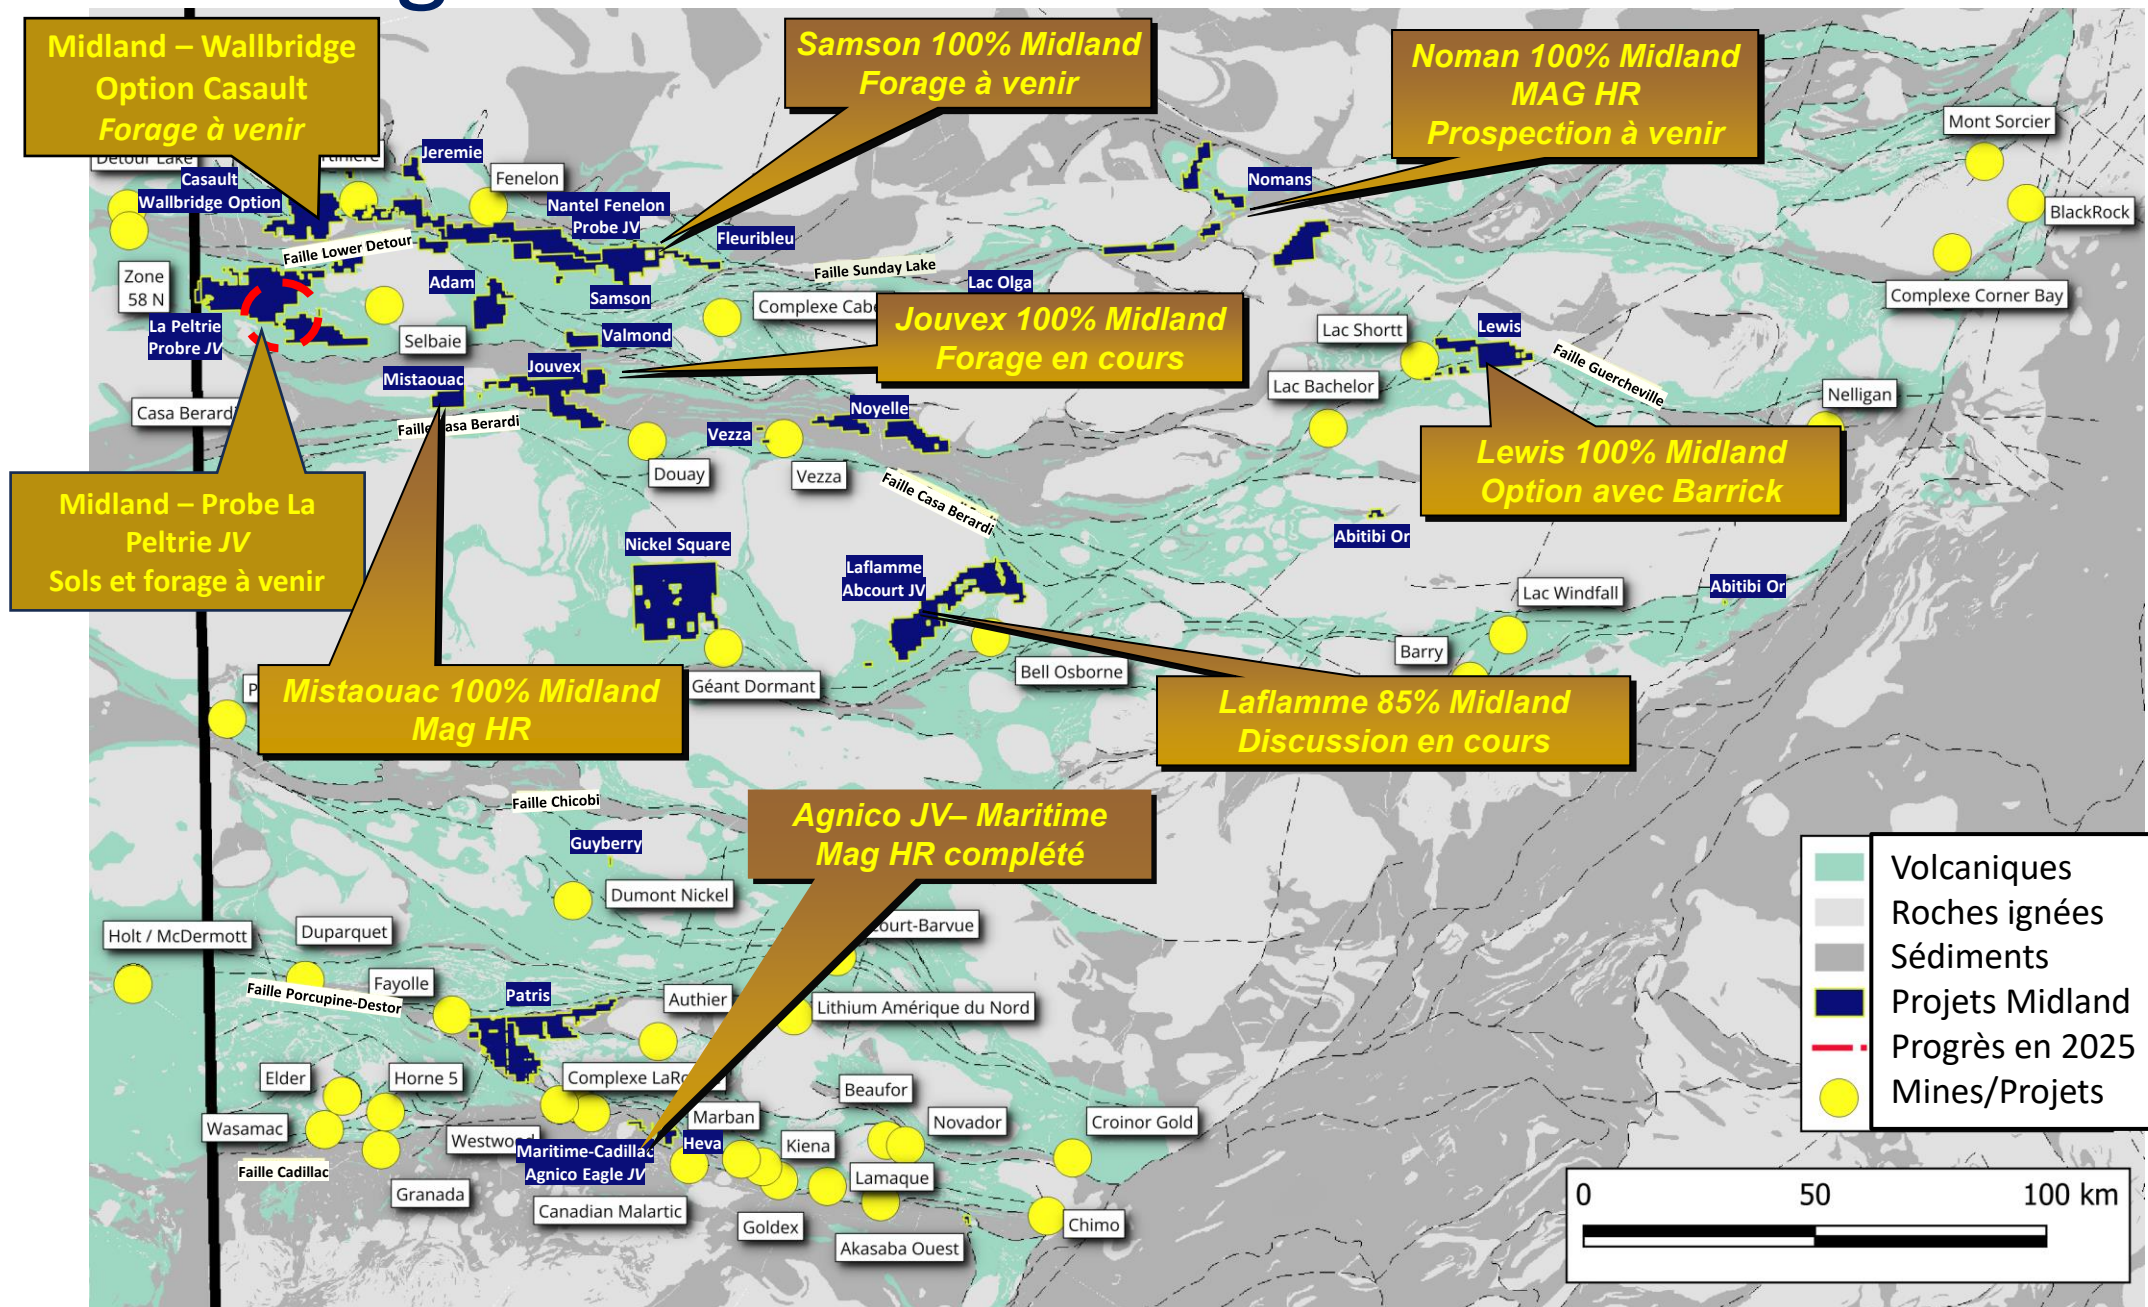 Midland – Wallbridge
Option Casault
Forage à venir
Samson 100% Midland
Forage à venir
Noman 100% Midland
MAG HR
Prospection à venir
Mont Sorcier
BlackRock
Complexe Corner Bay
Detour Lake
Jeremie
Fenelon
Casault
Wallbridge Option
Nantel Fenelon
Probe JV
Fleuribleu
Nomans
Faille Lower Detour
Faille Sunday Lake
Lac Olga
Zone
58 N
Adam
Samson
La Peltrie
Probre JV
Selbaie
Valmond
Jouvex 100% Midland
Forage en cours
Lac Shortt
Lewis
Faille Guercheville
Mistaouac
Jouvex
Lac Bachelor
Nelligan
Casa Berardi
Faille Casa Berardi
Noyelle
Vezza
Douay
Vezza
Faille Casa Berardi
Lewis 100% Midland
Option avec Barrick
Midland – Probe La
Peltrie JV
Sols et forage à venir
Nickel Square
Laflamme
Abcourt JV
Abitibi Or
Abitibi Or
Lac Windfall
Barry
Bell Osborne
Géant Dormant
Mistaouac 100% Midland
Mag HR
Laflamme 85% Midland
Discussion en cours
Faille Chicobi
Guyberry
Agnico JV– Maritime
Mag HR complété
Dumont Nickel
Holt / McDermott
Duparquet
Fayolle
Faille Porcupine-Destor
Patris
Authier
Lithium Amérique du Nord
Elder
Horne 5
Beaufor
Wasamac
Marban
Novador
Croinor Gold
Westwood
Maritime-Cadillac
Agnico Eagle JV
Heva
Kiena
Faille Cadillac
Granada
Canadian Malartic
Lamaque
Goldex
Akasaba Ouest
Chimo
Volcaniques
Roches ignées
Sédiments
Projets Midland
Progrès en 2025
Mines/Projets
0 50 100 km